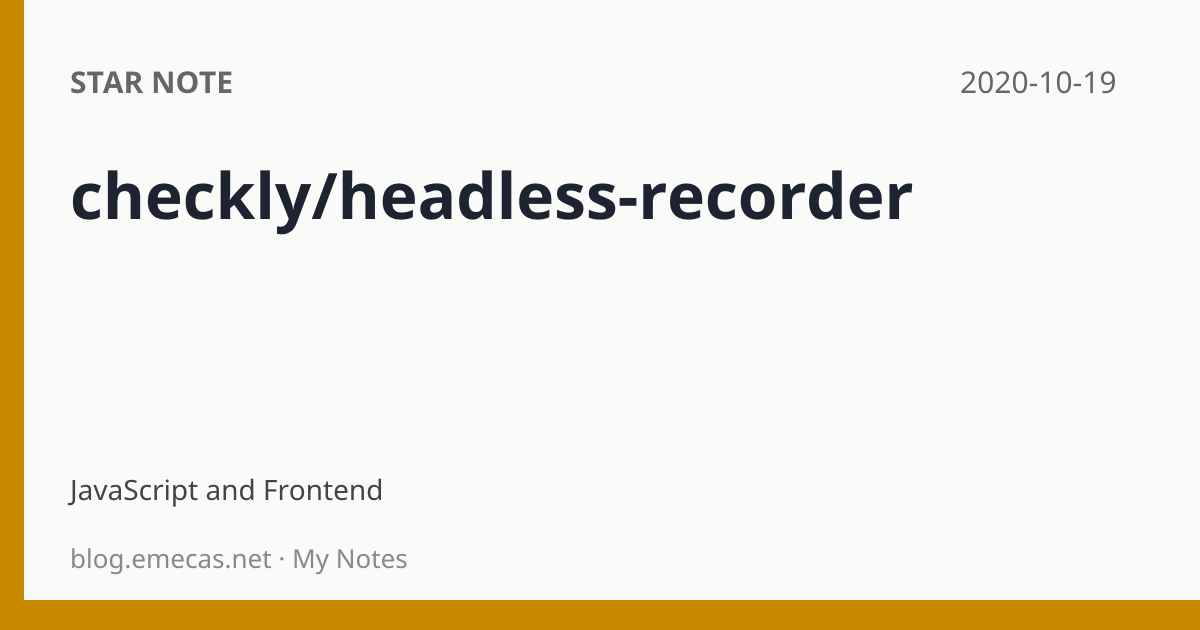 STAR NOTE
2020-10-19
checkly/headless-recorder
JavaScript and Frontend
blog.emecas.net · My Notes